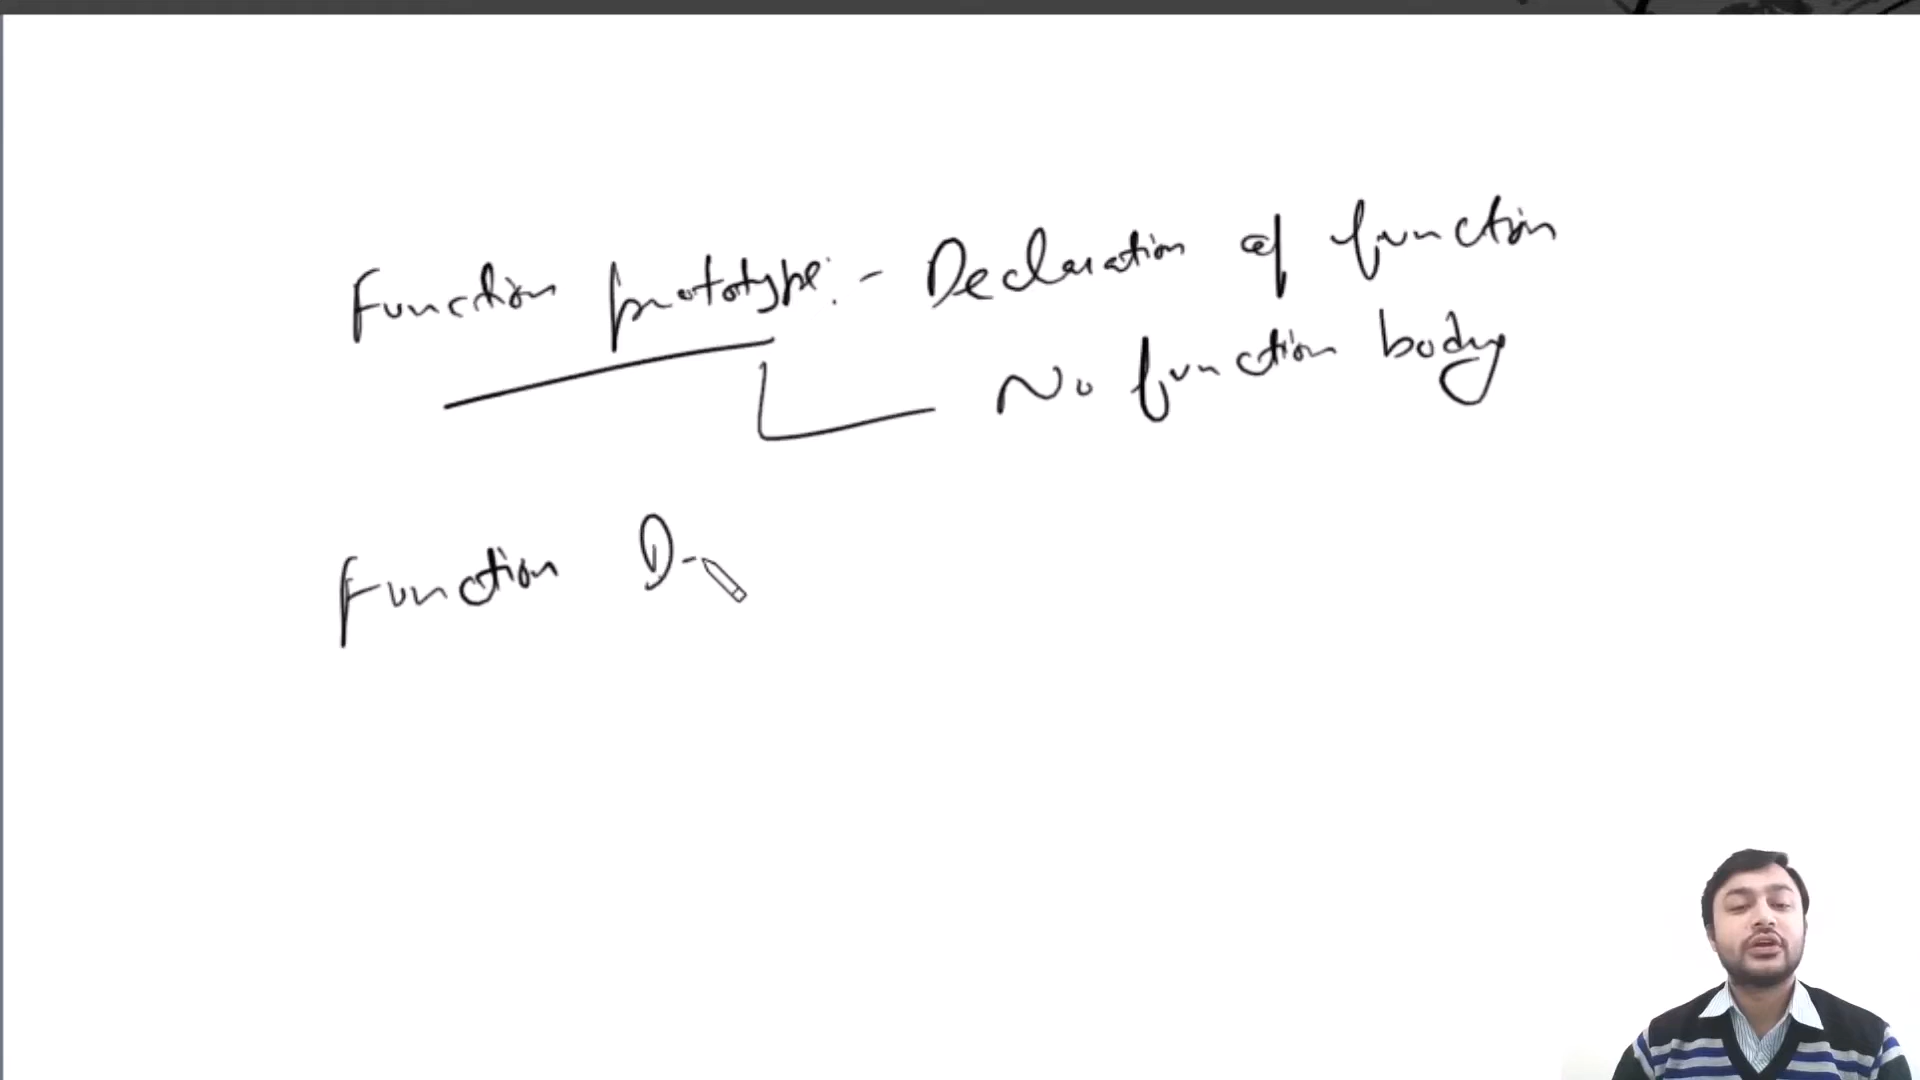 Function prototype :- Declaration of function
No function body
Function D